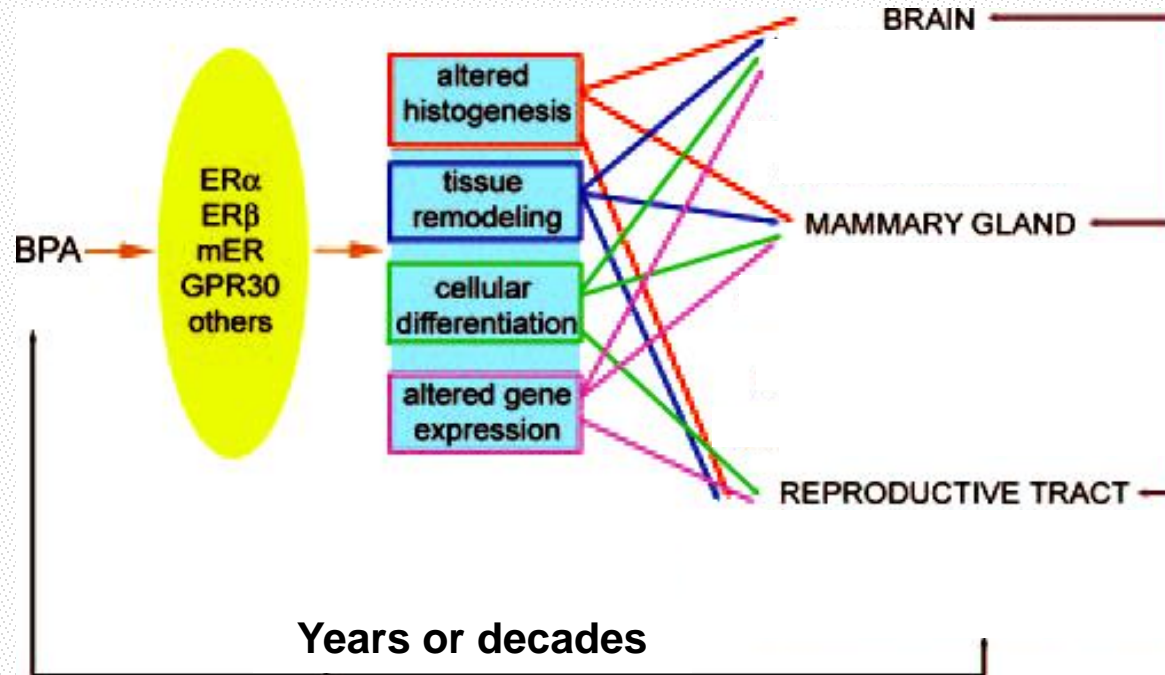 BPA
ERα
ERβ
mER
GPR30
others
altered
histogenesis
tissue
remodeling
cellular
differentiation
altered gene
expression
BRAIN
MAMMARY GLAND
REPRODUCTIVE TRACT
Years or decades